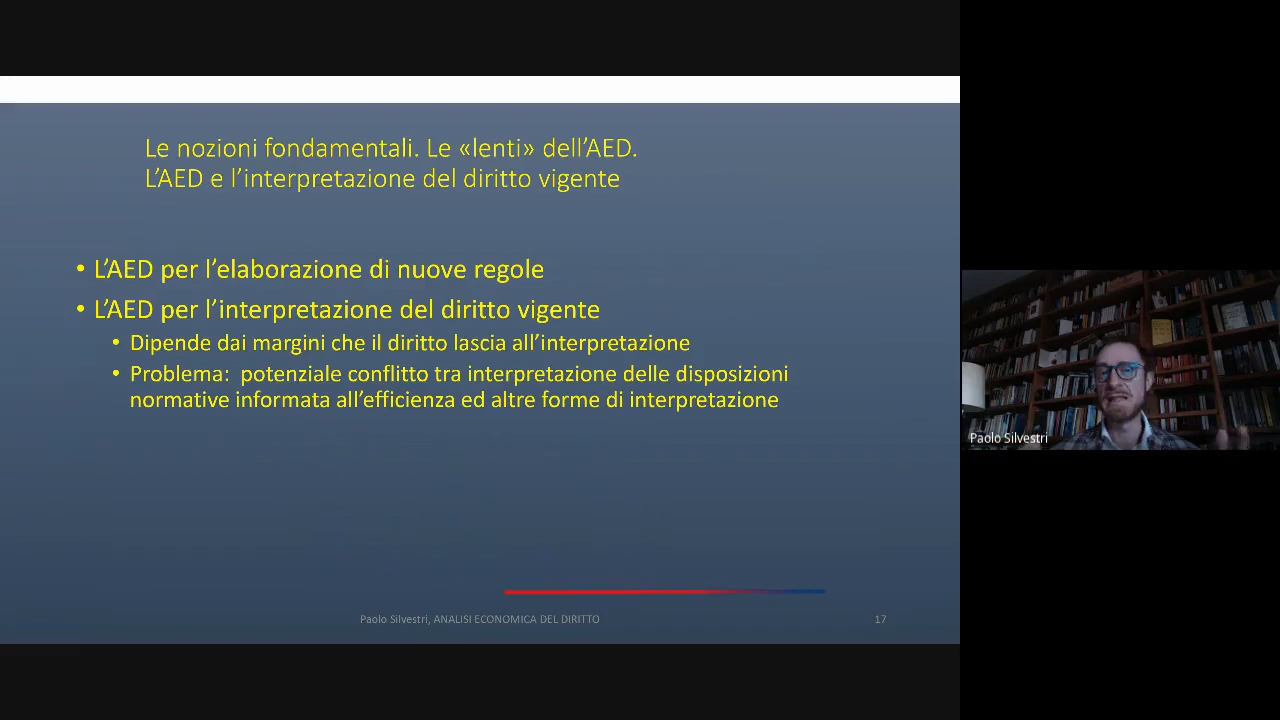 Le nozioni fondamentali. Le «lenti» dell’AED.
L’AED e l’interpretazione del diritto vigente
• L’AED per l’elaborazione di nuove regole
• L’AED per l’interpretazione del diritto vigente
• Dipende dai margini che il diritto lascia all’interpretazione
• Problema: potenziale conflitto tra interpretazione delle disposizioni
normative informata all’efficienza ed altre forme di interpretazione
Paolo Silvestri, ANALISI ECONOMICA DEL DIRITTO
17
Paolo Silvestri